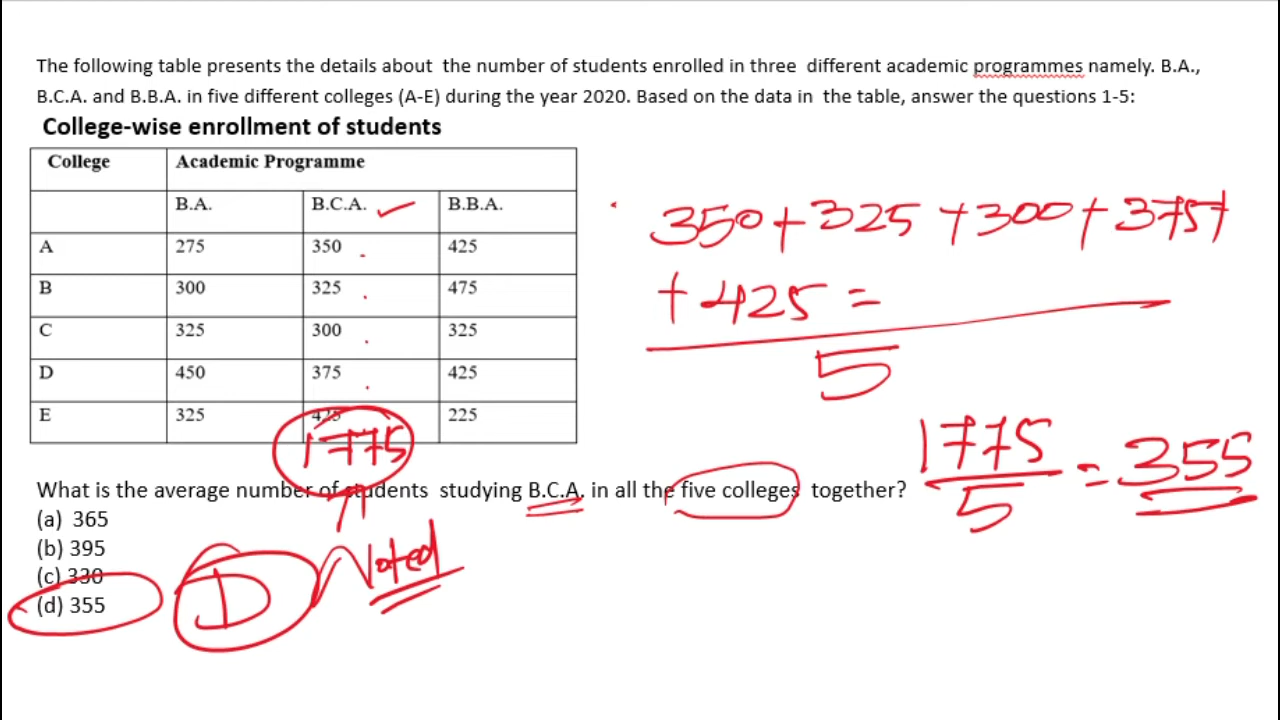 The following table presents the details about the number of students enrolled in three different academic programmes namely. B.A.,
B.C.A. and B.B.A. in five different colleges (A-E) during the year 2020. Based on the data in the table, answer the questions 1-5:
College-wise enrollment of students
College Academic Programme
B.A. B.C.A. B.B.A.
A 275 350 425
B 300 325 475
C 325 300 325
D 450 375 425
E 325 425 225
350+325+300+375+
+425=
5
1775
1775
5
=355
What is the average number of students studying B.C.A. in all the five colleges together?
(a) 365
(b) 395
(c) 330
(d) 355
D
Noted